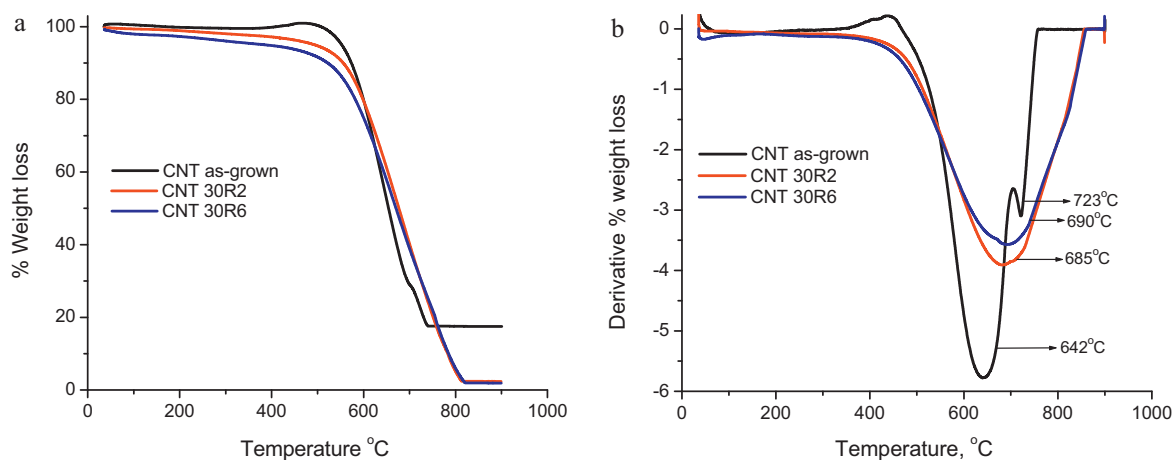 a
100
80
60
40
20
0
% Weight loss
CNT as-grown
CNT 30R2
CNT 30R6
0
200
400
600
800
1000
Temperature °C
b
0
-1
-2
-3
-4
-5
-6
Derivative % weight loss
CNT as-grown
CNT 30R2
CNT 30R6
723°C
690°C
685°C
642°C
0
200
400
600
800
1000
Temperature, °C